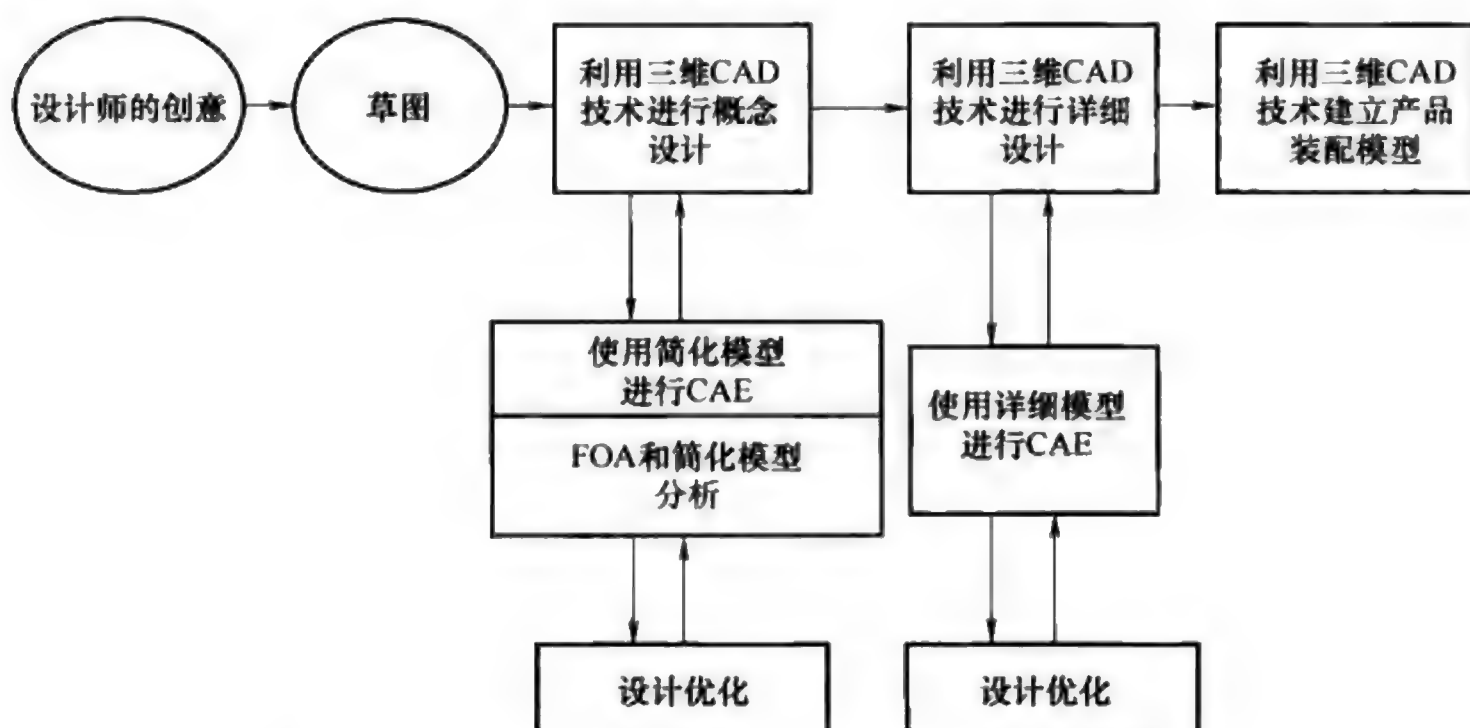 设计师的创意
草图
利用三维CAD
技术进行概念
设计
利用三维CAD
技术进行详细
设计
利用三维CAD
技术建立产品
装配模型
使用简化模型
进行CAE
FOA和简化模型
分析
使用详细模型
进行CAE
设计优化
设计优化